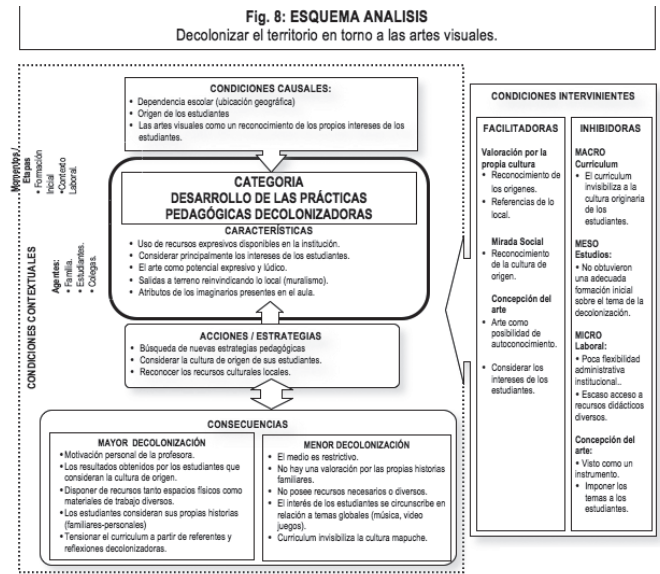 Fig. 8: ESQUEMA ANALISIS
Decolonizar el territorio en torno a las artes visuales.
CONDICIONES CONTEXTUALES
Momentos /
Etapas
• Formación
Inicial
•Contexto
Laboral.
Agentes:
• Familia.
• Estudiantes.
• Colegas.
CONDICIONES CAUSALES:
• Dependencia escolar (ubicación geográfica)
• Origen de los estudiantes
• Las artes visuales como un reconocimiento de los propios intereses de los
estudiantes.
CATEGORIA
DESARROLLO DE LAS PRÁCTICAS
PEDAGÓGICAS DECOLONIZADORAS
CARACTERÍSTICAS
• Uso de recursos expresivos disponibles en la institución.
• Considerar principalmente los intereses de los estudiantes.
• El arte como potencial expresivo y lúdico.
• Salidas a terreno reinvindicando lo local (muralismo).
• Atributos de los imaginarios presentes en el aula.
ACCIONES / ESTRATEGIAS
• Búsqueda de nuevas estrategias pedagógicas
• Considerar la cultura de origen de sus estudiantes.
• Reconocer los recursos culturales locales.
CONSECUENCIAS
MAYOR DECOLONIZACIÓN
• Motivación personal de la profesora.
• Los resultados obtenidos por los estudiantes que
consideran la cultura de origen.
• Disponer de recursos tanto espacios físicos como
materiales de trabajo diversos.
• Los estudiantes consideran sus propias historias
(familiares-personales)
• Tensionar el curriculum a partir de referentes y
reflexiones decolonizadoras.
MENOR DECOLONIZACIÓN
• El medio es restrictivo.
• No hay una valoración por las propias historias
familiares.
• No posee recursos necesarios o diversos.
• El interés de los estudiantes se circunscribe en
relación a temas globales (música, video
juegos).
• Curriculum invisibiliza la cultura mapuche.
CONDICIONES INTERVINIENTES
FACILITADORAS
Valoración por la
propia cultura
• Reconocimiento de
los origenes.
• Referencias de lo
local.
Mirada Social
• Reconocimiento
de la cultura de
origen.
Concepción del
arte
• Arte como
posibilidad de
autoconocimiento.
• Considerar los
intereses de los
estudiantes.
INHIBIDORAS
MACRO
Curriculum
• El curriculum
invisibiliza a la
cultura originaria
de los
estudiantes.
MESO
Estudios:
• No obtuvieron
una adecuada
formación inicial
sobre el tema de la
decolonización.
MICRO
Laboral:
• Poca flexibilidad
administrativa
institucional..
• Escaso acceso a
recursos didácticos
diversos.
Concepción del
arte:
• Visto como un
instrumento.
• Imponer los
temas a los
estudiantes.